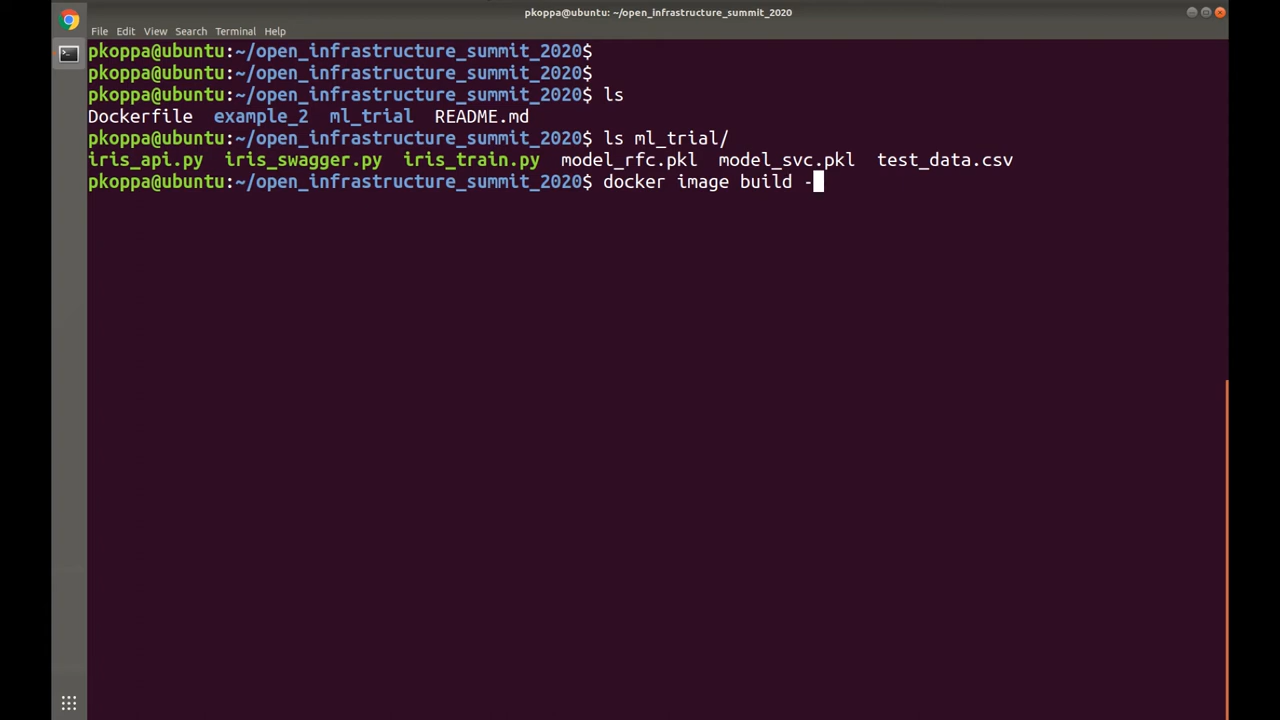 pkoppa@ubuntu: ~/open_infrastructure_summit_2020
File Edit View Search Terminal Help
pkoppa@ubuntu:~/open_infrastructure_summit_2020$
pkoppa@ubuntu:~/open_infrastructure_summit_2020$
pkoppa@ubuntu:~/open_infrastructure_summit_2020$ ls
Dockerfile example_2 ml_trial README.md
pkoppa@ubuntu:~/open_infrastructure_summit_2020$ ls ml_trial/
iris_api.py iris_swagger.py iris_train.py model_rfc.pkl model_svc.pkl test_data.csv
pkoppa@ubuntu:~/open_infrastructure_summit_2020$ docker image build -